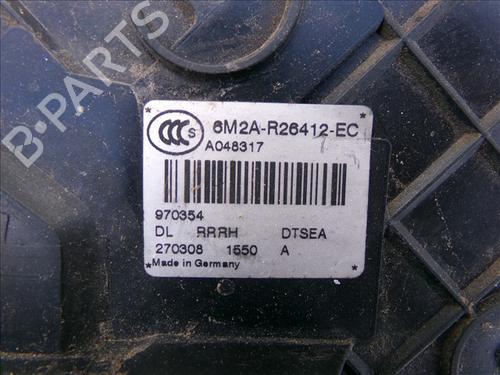 CCC S 6M2A-R26412-EC
A048317
970354
DL RRRH DTSEA
270308 1550 A
* Made in Germany *
B-PARTS